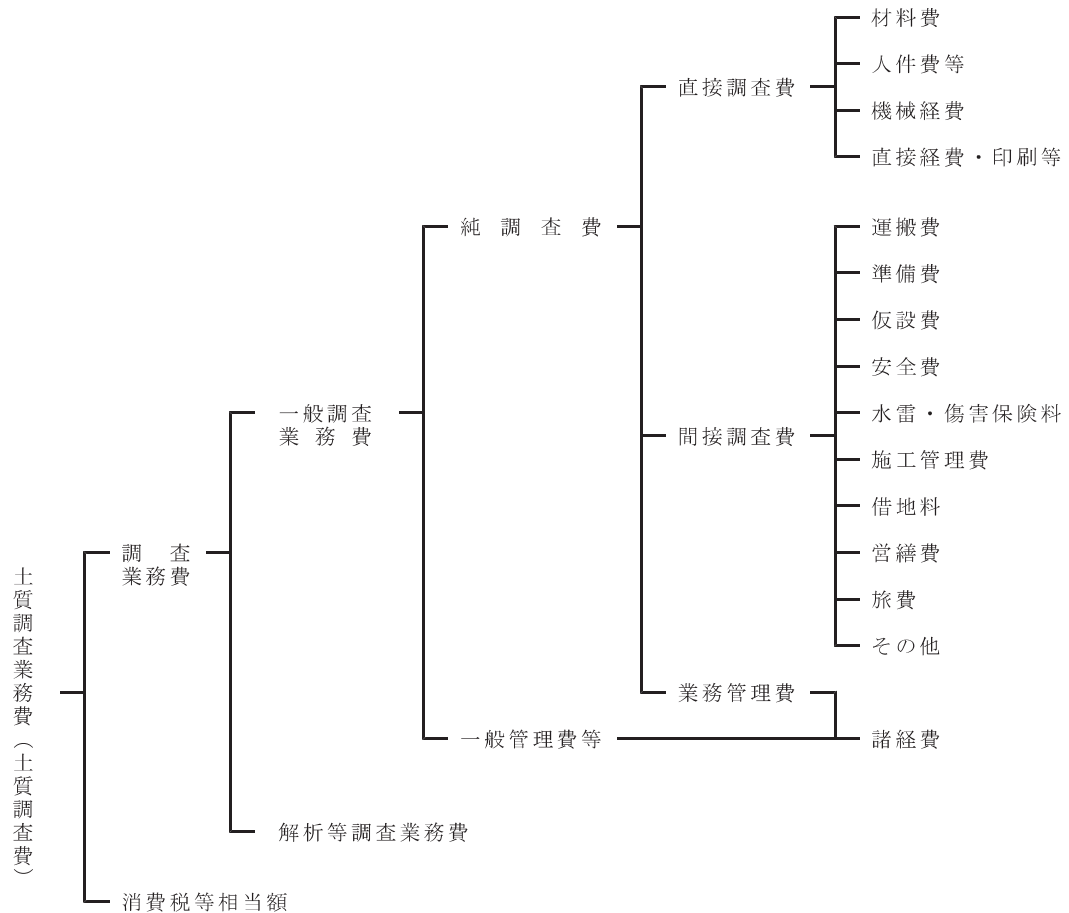 土質調査業務費（土質調査費）
調査
業務費
消費税等相当額
一般調査
業務費
解析等調査業務費
純調査費
一般管理費等
直接調査費
間接調査費
業務管理費
材料費
人件費等
機械経費
直接経費・印刷等
運搬費
準備費
仮設費
安全費
水雷・傷害保険料
施工管理費
借地料
営繕費
旅費
その他
諸経費